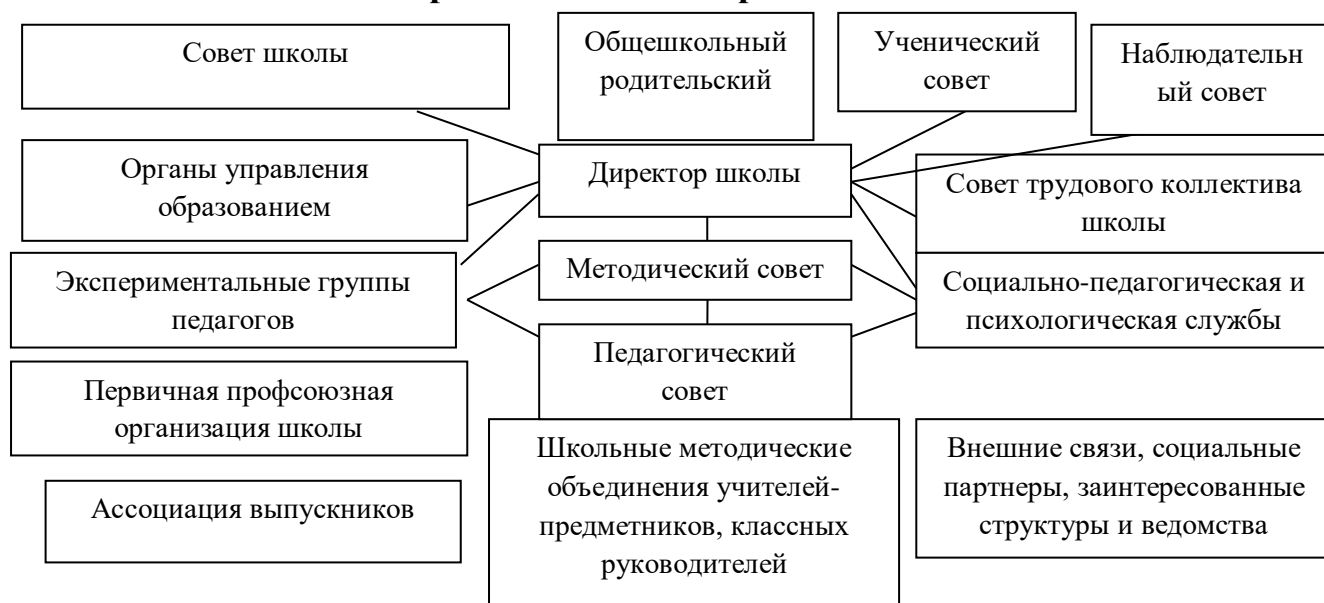 Совет школы
Общешкольный
родительский
Ученический
совет
Наблюдательн
ый совет
Органы управления
образованием
Директор школы
Совет трудового коллектива
школы
Экспериментальные группы
педагогов
Методический совет
Социально-педагогическая и
психологическая службы
Педагогический
совет
Первичная профсоюзная
организация школы
Школьные методические
объединения учителей-
предметников, классных
руководителей
Внешние связи, социальные
партнеры, заинтересованные
структуры и ведомства
Ассоциация выпускников